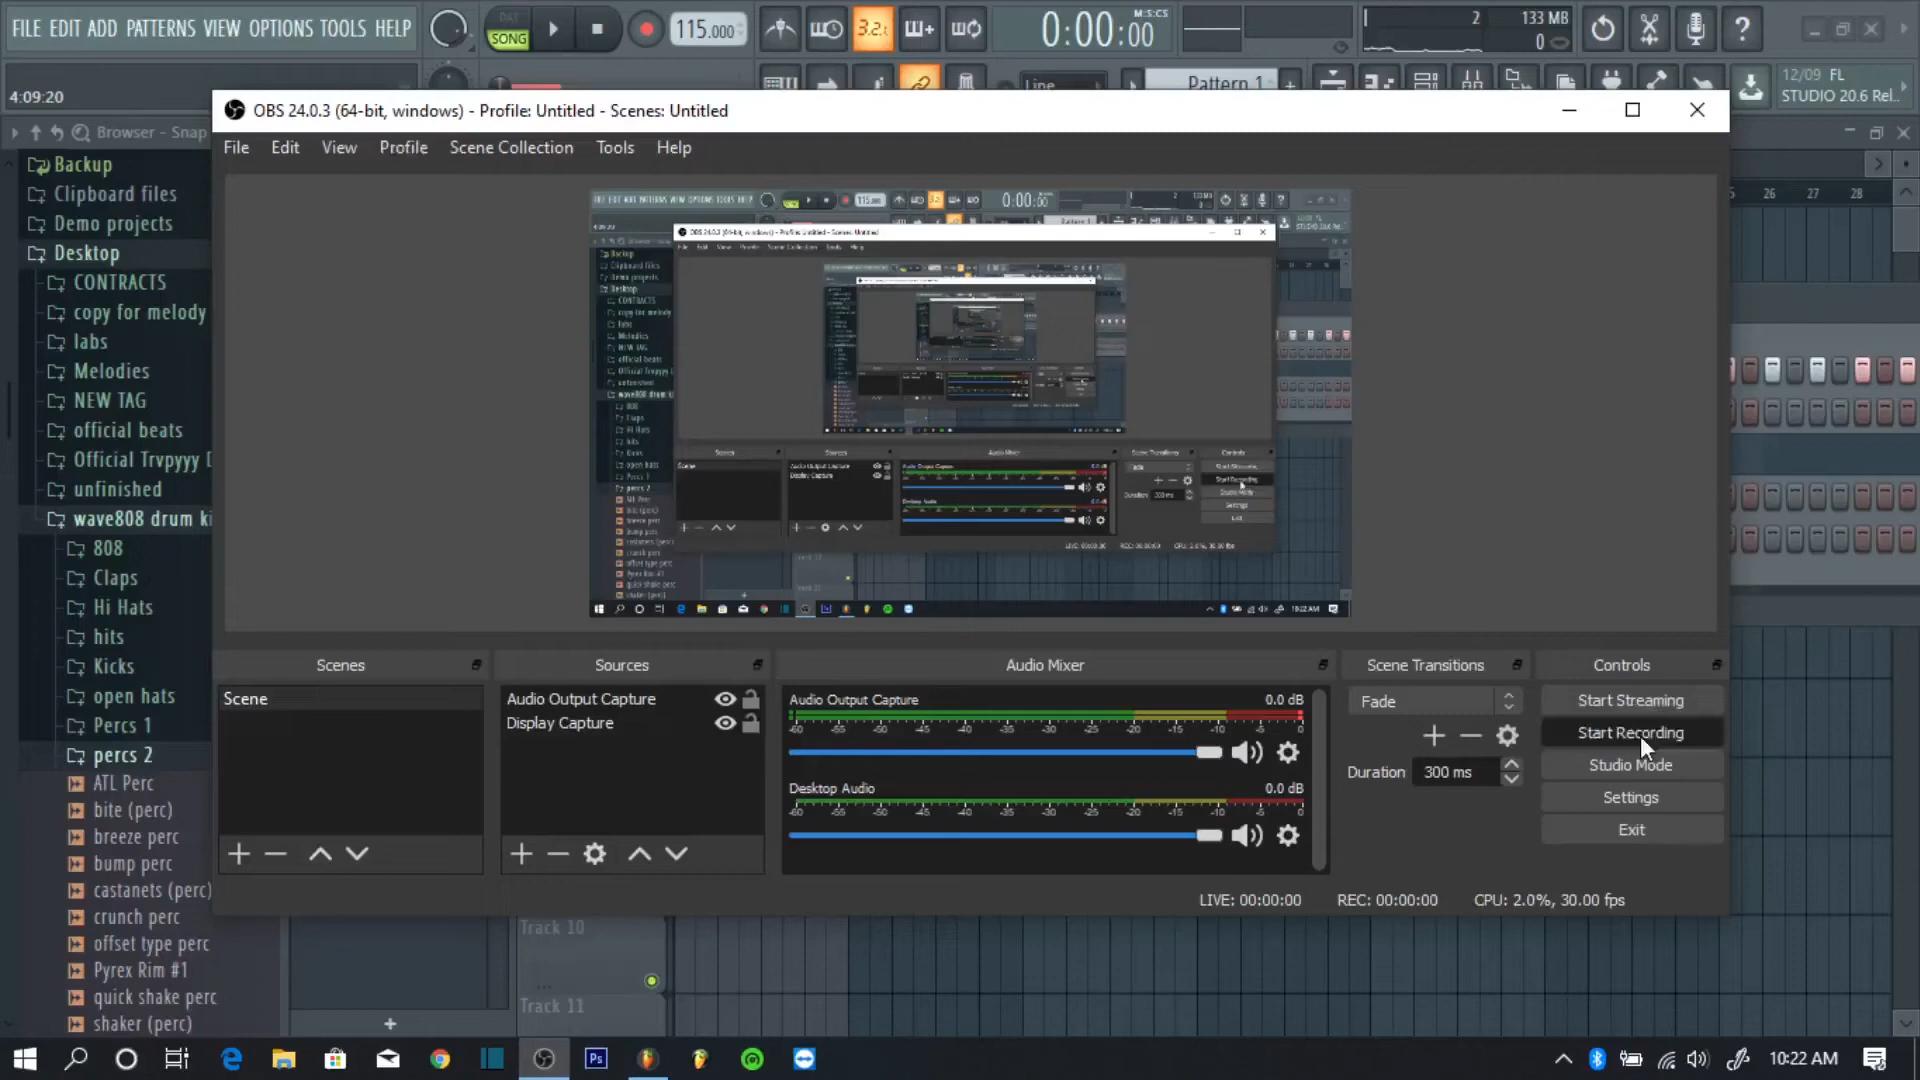 FILE EDIT ADD PATTERNS VIEW OPTIONS TOOLS HELP
PAT
SONG
115.000
3.2.
0:00:00
M:S:CS
2
133 MB
0
4:09:20
Line
Pattern 1
12/09 FL
STUDIO 20.6 Rel..
Browser - Snap
Backup
Clipboard files
Demo projects
Desktop
CONTRACTS
copy for melody
labs
Melodies
NEW TAG
official beats
Official Trvpyyy
unfinished
wave808 drum ki
808
Claps
Hi Hats
hits
Kicks
open hats
Percs 1
percs 2
ATL Perc
bite (perc)
breeze perc
bump perc
castanets (perc)
crunch perc
offset type perc
Pyrex Rim #1
quick shake perc
shaker (perc)
26 27 28
Track 10
Track 11
OBS 24.0.3 (64-bit, windows) - Profile: Untitled - Scenes: Untitled
File Edit View Profile Scene Collection Tools Help
Scenes
Scene
Sources
Audio Output Capture
Display Capture
Audio Mixer
Audio Output Capture 0.0 dB
-60 -55 -50 -45 -40 -35 -30 -25 -20 -15 -10 -5 0
Desktop Audio 0.0 dB
-60 -55 -50 -45 -40 -35 -30 -25 -20 -15 -10 -5 0
Scene Transitions
Fade
Duration 300 ms
Controls
Start Streaming
Start Recording
Studio Mode
Settings
Exit
LIVE: 00:00:00 REC: 00:00:00 CPU: 2.0%, 30.00 fps
Ps
10:22 AM